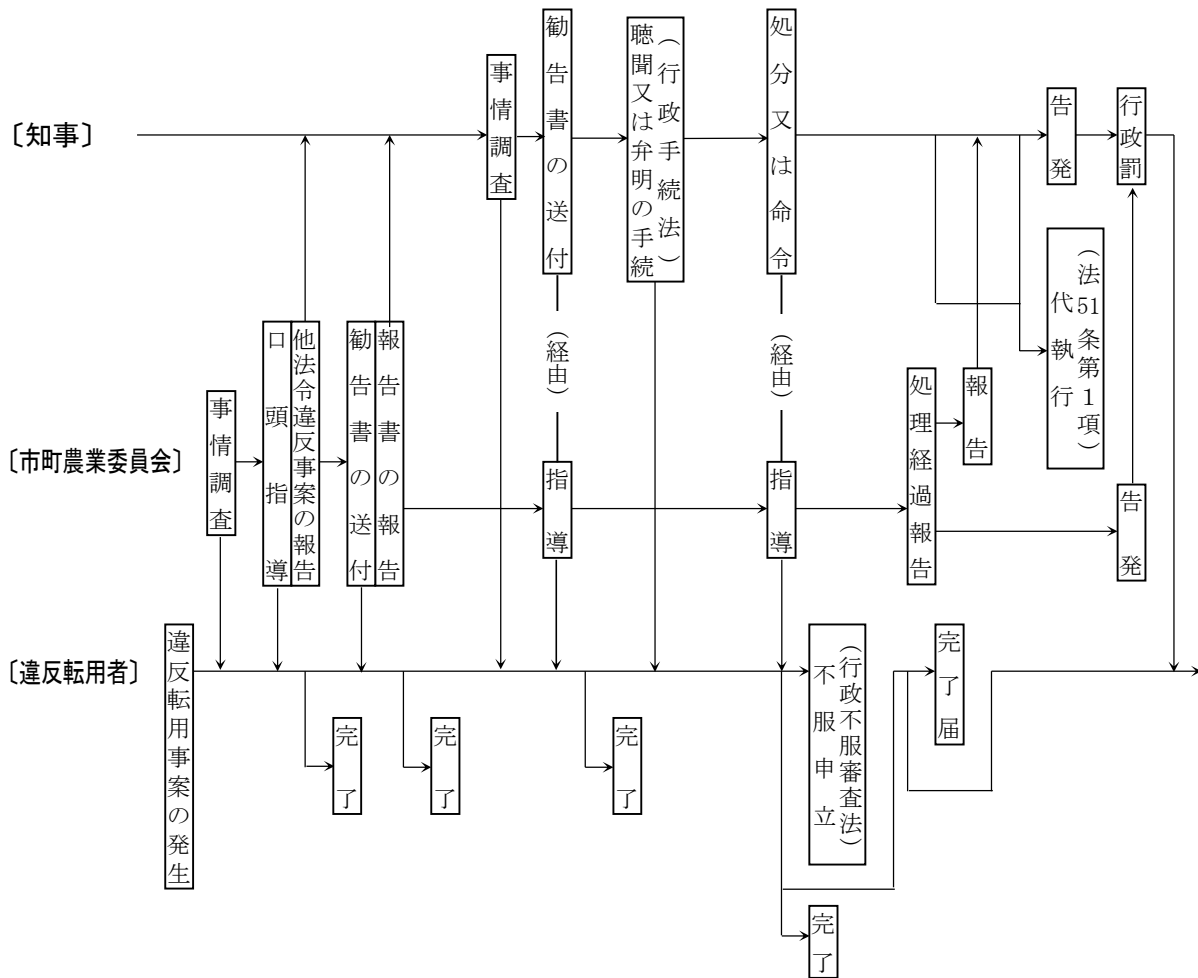 〔知事〕
事情調査
勧告書の送付
聴聞又は弁明の手続
（行政手続法）
処分又は命令
告発
行政罰
（経由）
（経由）
代執行
（法51条第１項）
〔市町農業委員会〕
事情調査
口頭指導
他法令違反事案の報告
勧告書の送付
報告書の報告
指導
指導
処理経過報告
報告
告発
〔違反転用者〕
違反転用事案の発生
完了
完了
完了
不服申立
（行政不服審査法）
完了届
完了